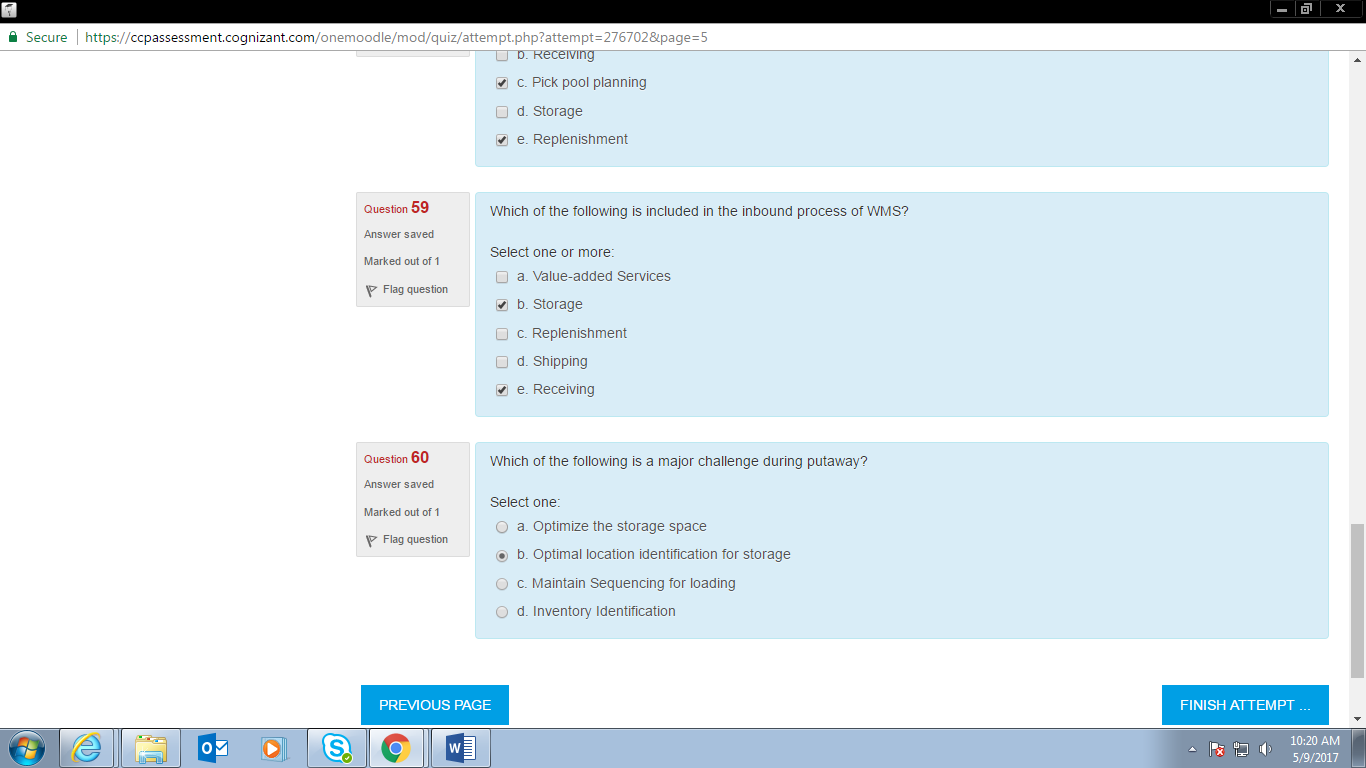 Secure
https://ccpassessment.cognizant.com/onemoodle/mod/quiz/attempt.php?attempt=276702&page=5
b. Receiving
c. Pick pool planning
d. Storage
e. Replenishment
Question 59
Answer saved
Marked out of 1
Flag question
Which of the following is included in the inbound process of WMS?
Select one or more:
a. Value-added Services
b. Storage
c. Replenishment
d. Shipping
e. Receiving
Question 60
Answer saved
Marked out of 1
Flag question
Which of the following is a major challenge during putaway?
Select one:
a. Optimize the storage space
b. Optimal location identification for storage
c. Maintain Sequencing for loading
d. Inventory Identification
PREVIOUS PAGE
FINISH ATTEMPT ...
10:20 AM
5/9/2017